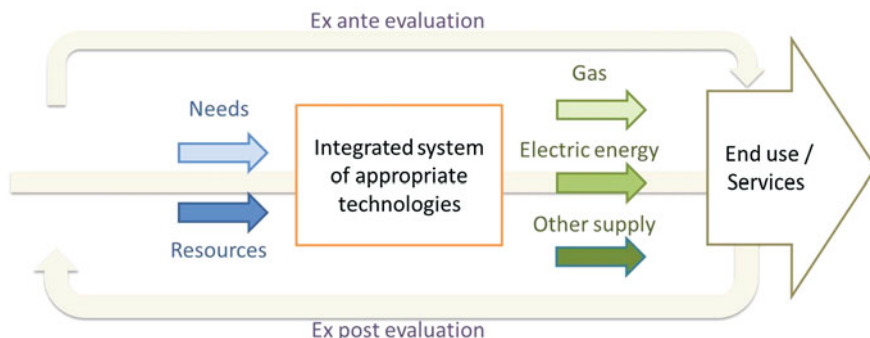 Ex ante evaluation
Needs
Resources
Integrated system
of appropriate
technologies
Gas
Electric energy
Other supply
End use /
Services
Ex post evaluation